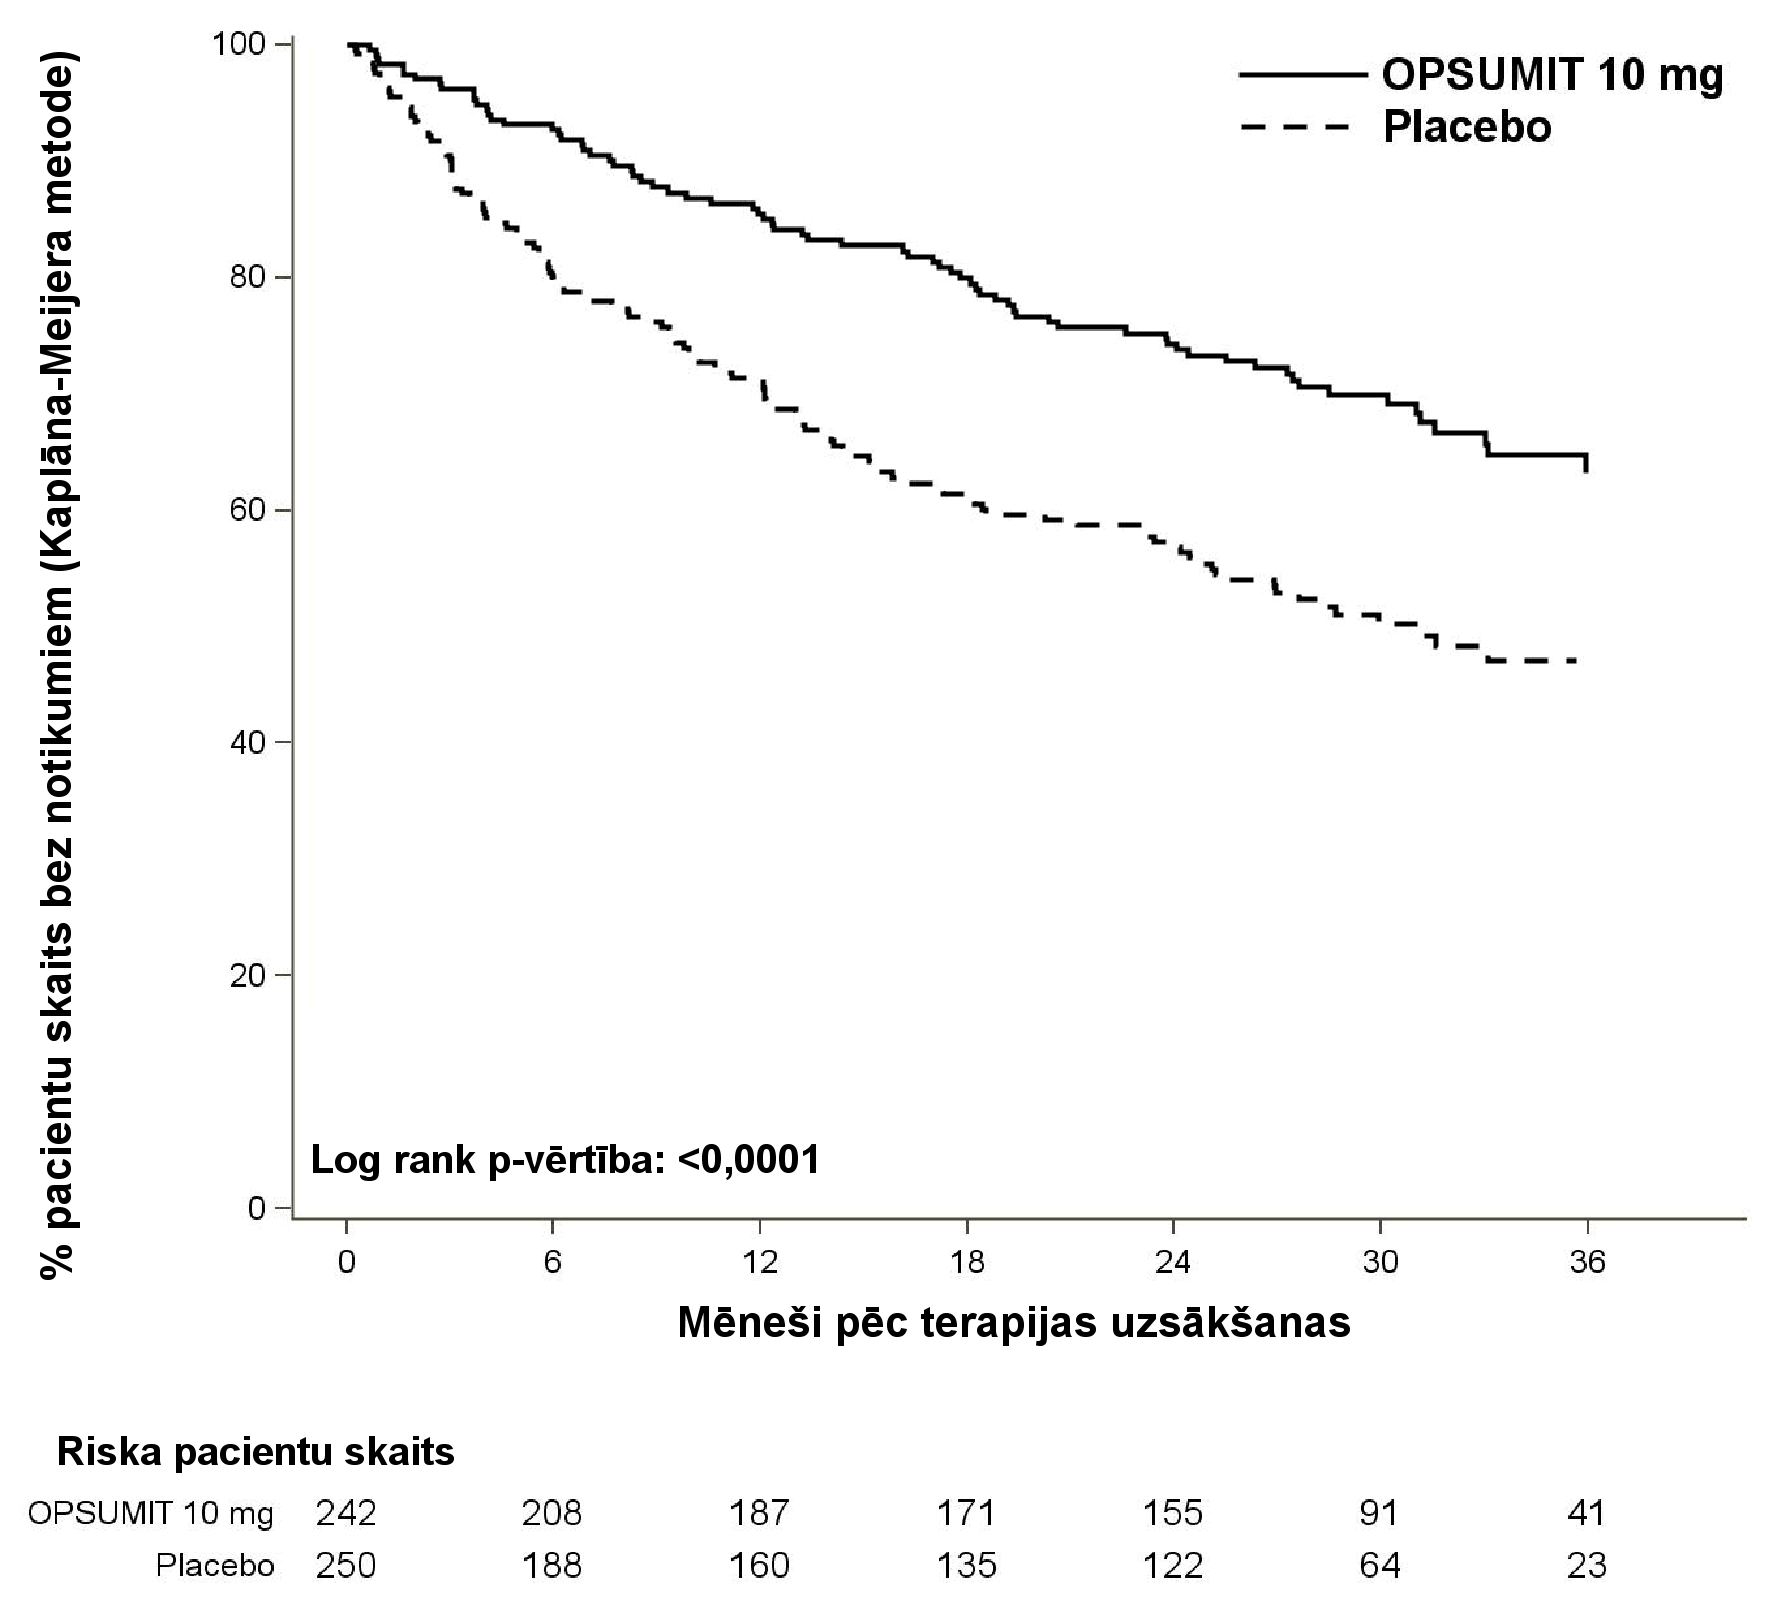 % pacientu skaits bez notikumiem (Kaplāna-Meijera metode)
100
80
60
40
20
0
OPSUMIT 10 mg
Placebo
Log rank p-vērtība: <0,0001
0 6 12 18 24 30 36
Mēneši pēc terapijas uzsākšanas
Riska pacientu skaits
OPSUMIT 10 mg 242 208 187 171 155 91 41
Placebo 250 188 160 135 122 64 23